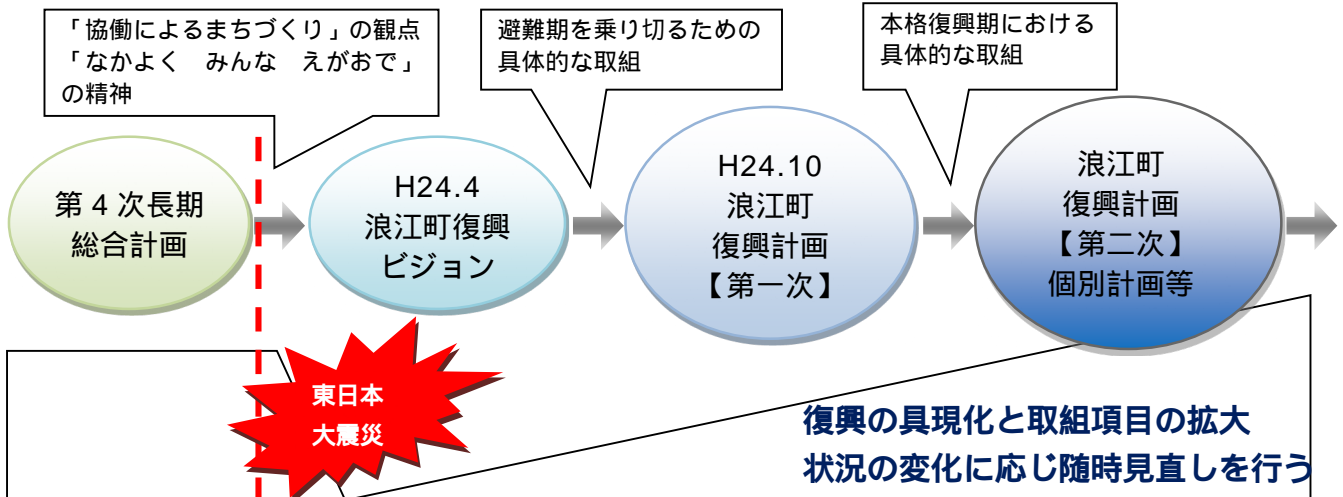 「協働によるまちづくり」の観点
「なかよく　みんな　えがおで」
の精神
避難期を乗り切るための
具体的な取組
本格復興期における
具体的な取組
第４次長期
総合計画
H24.4
浪江町復興
ビジョン
H24.10
浪江町
復興計画
【第一次】
浪江町
復興計画
【第二次】
個別計画等
東日本
大震災
復興の具現化と取組項目の拡大
状況の変化に応じ随時見直しを行う